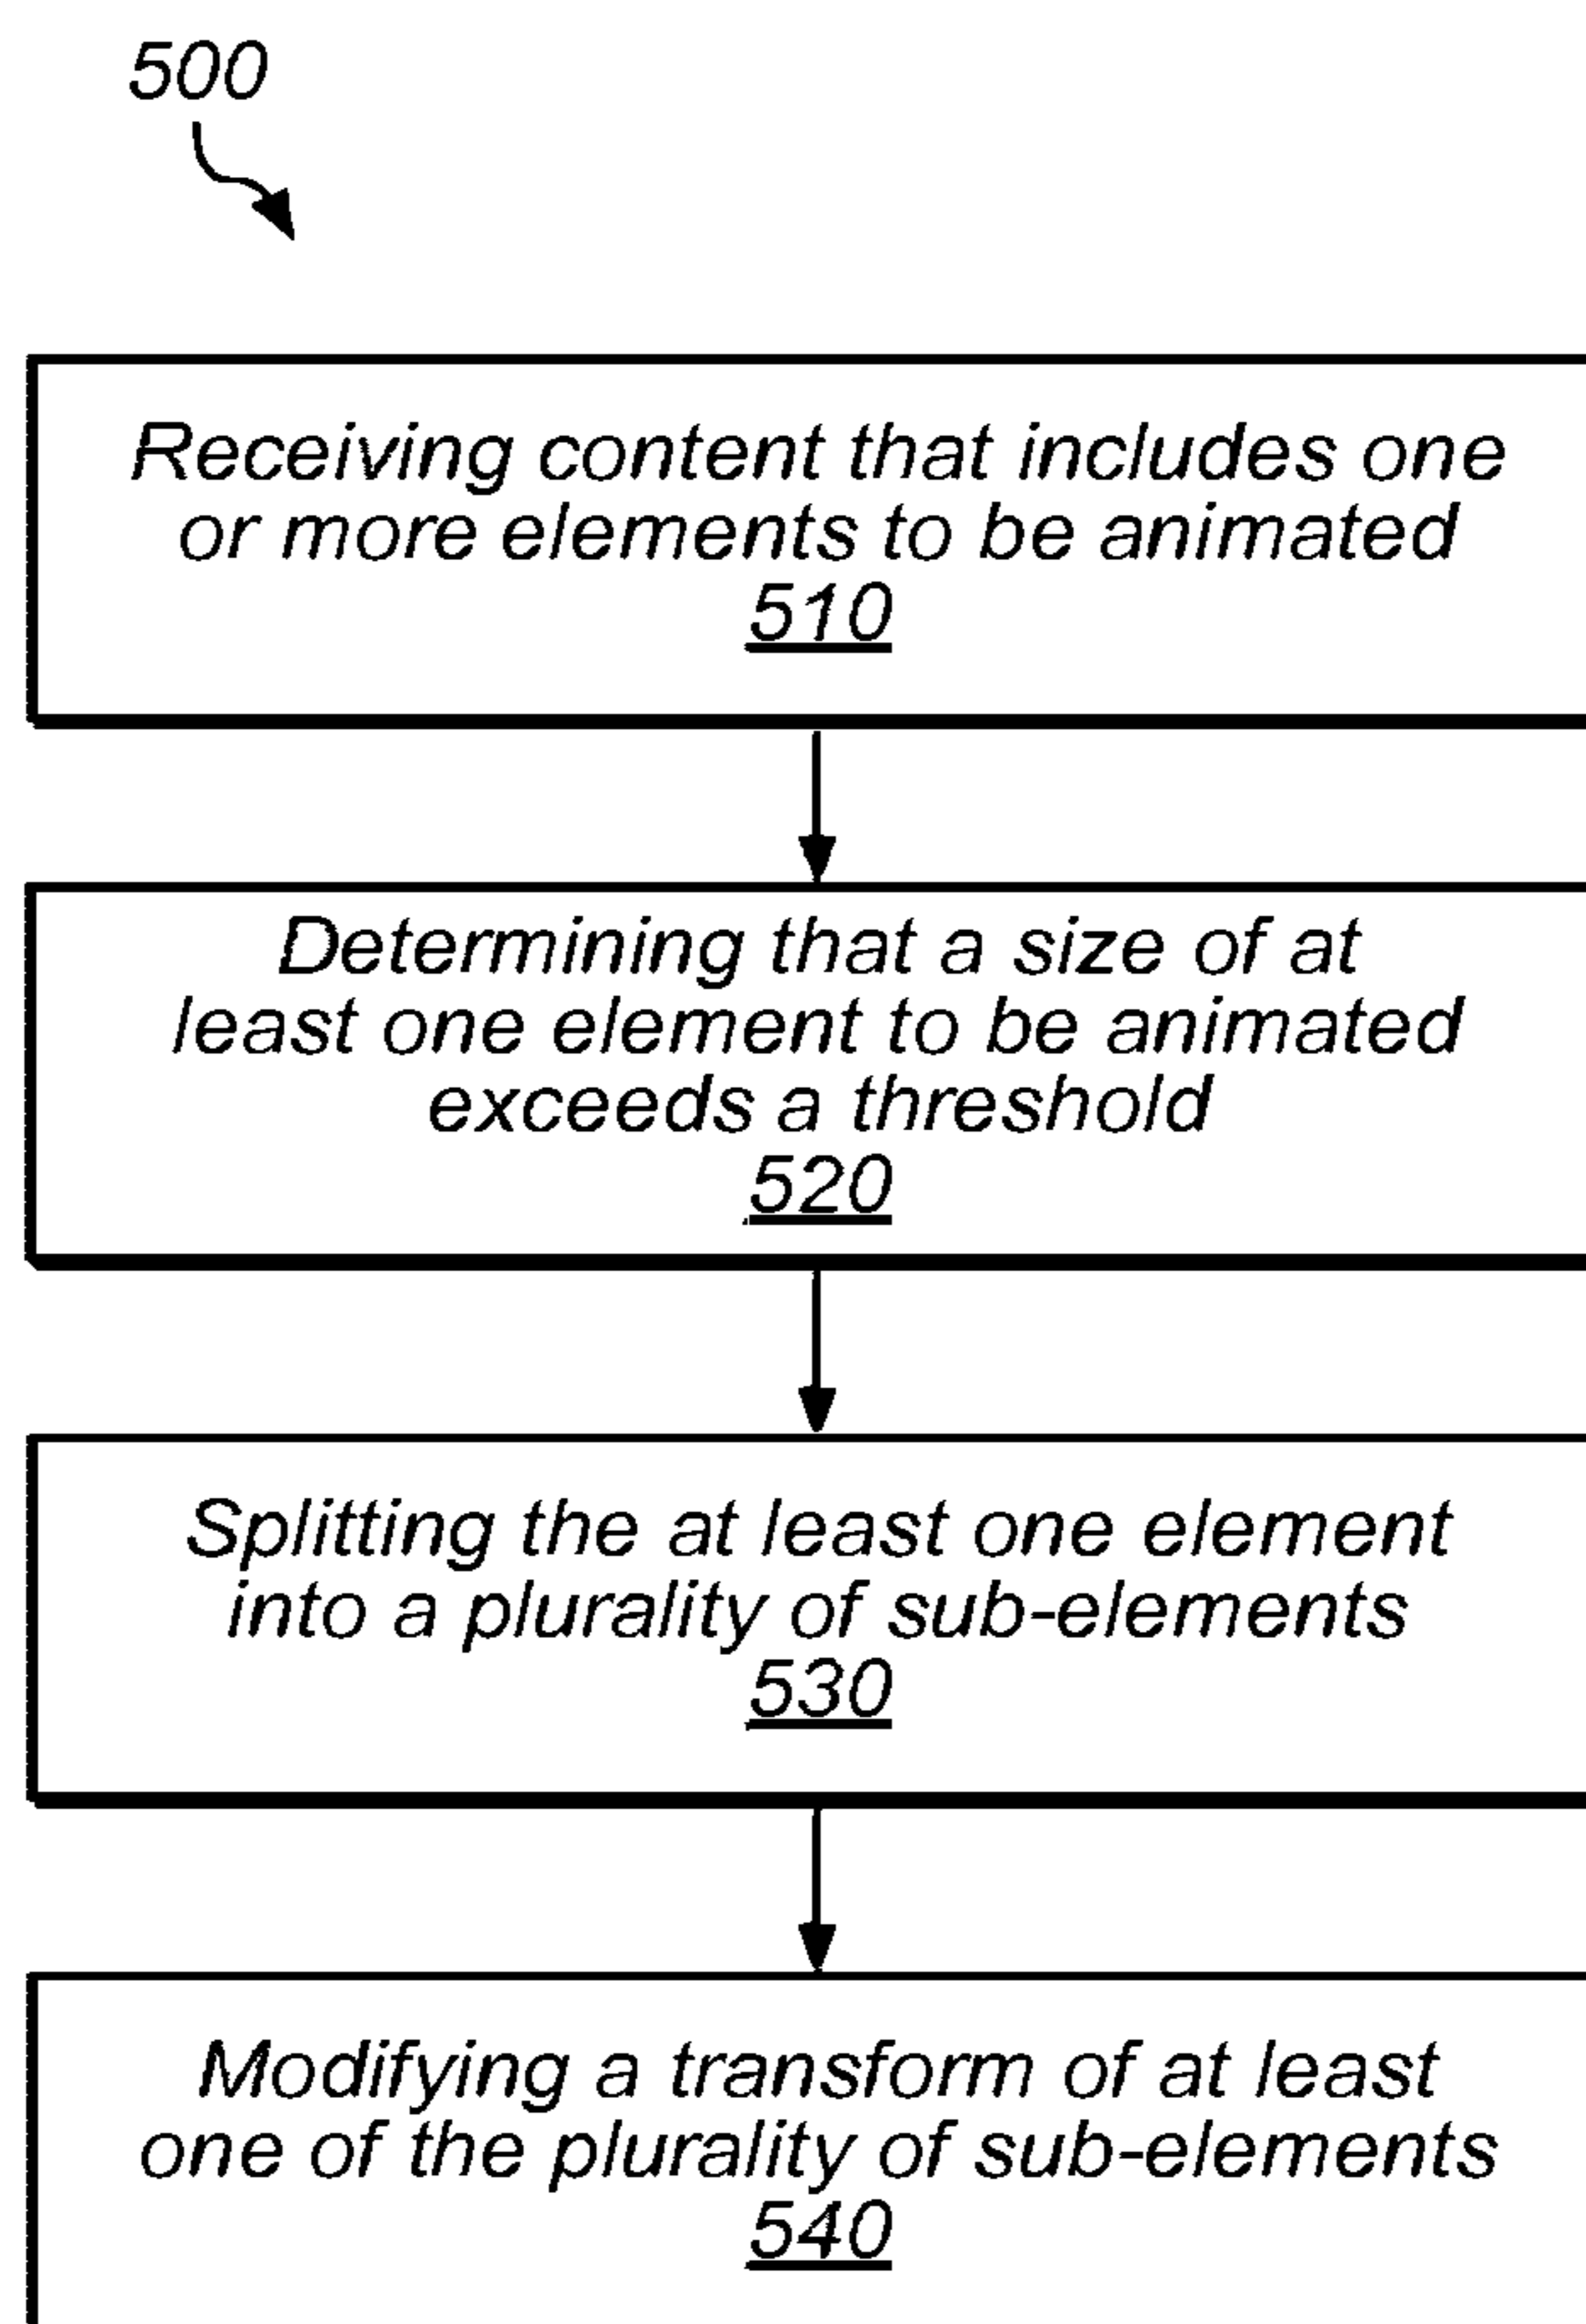 500
Receiving content that includes one
or more elements to be animated
510
Determining that a size of at
least one element to be animated
exceeds a threshold
520
Splitting the at least one element
into a plurality of sub-elements
530
Modifying a transform of at least
one of the plurality of sub-elements
540